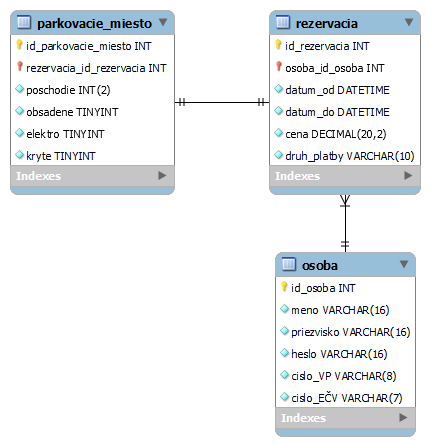 parkovacie_miesto
id_parkovacie_miesto INT
rezervacia_id_rezervacia INT
poschodie INT(2)
obsadene TINYINT
elektro TINYINT
kryte TINYINT
Indexes
rezervacia
id_rezervacia INT
osoba_id_osoba INT
datum_od DATETIME
datum_do DATETIME
cena DECIMAL(20,2)
druh_platby VARCHAR(10)
Indexes
osoba
id_osoba INT
meno VARCHAR(16)
priezvisko VARCHAR(16)
heslo VARCHAR(16)
cislo_VP VARCHAR(8)
cislo_EČV VARCHAR(7)
Indexes